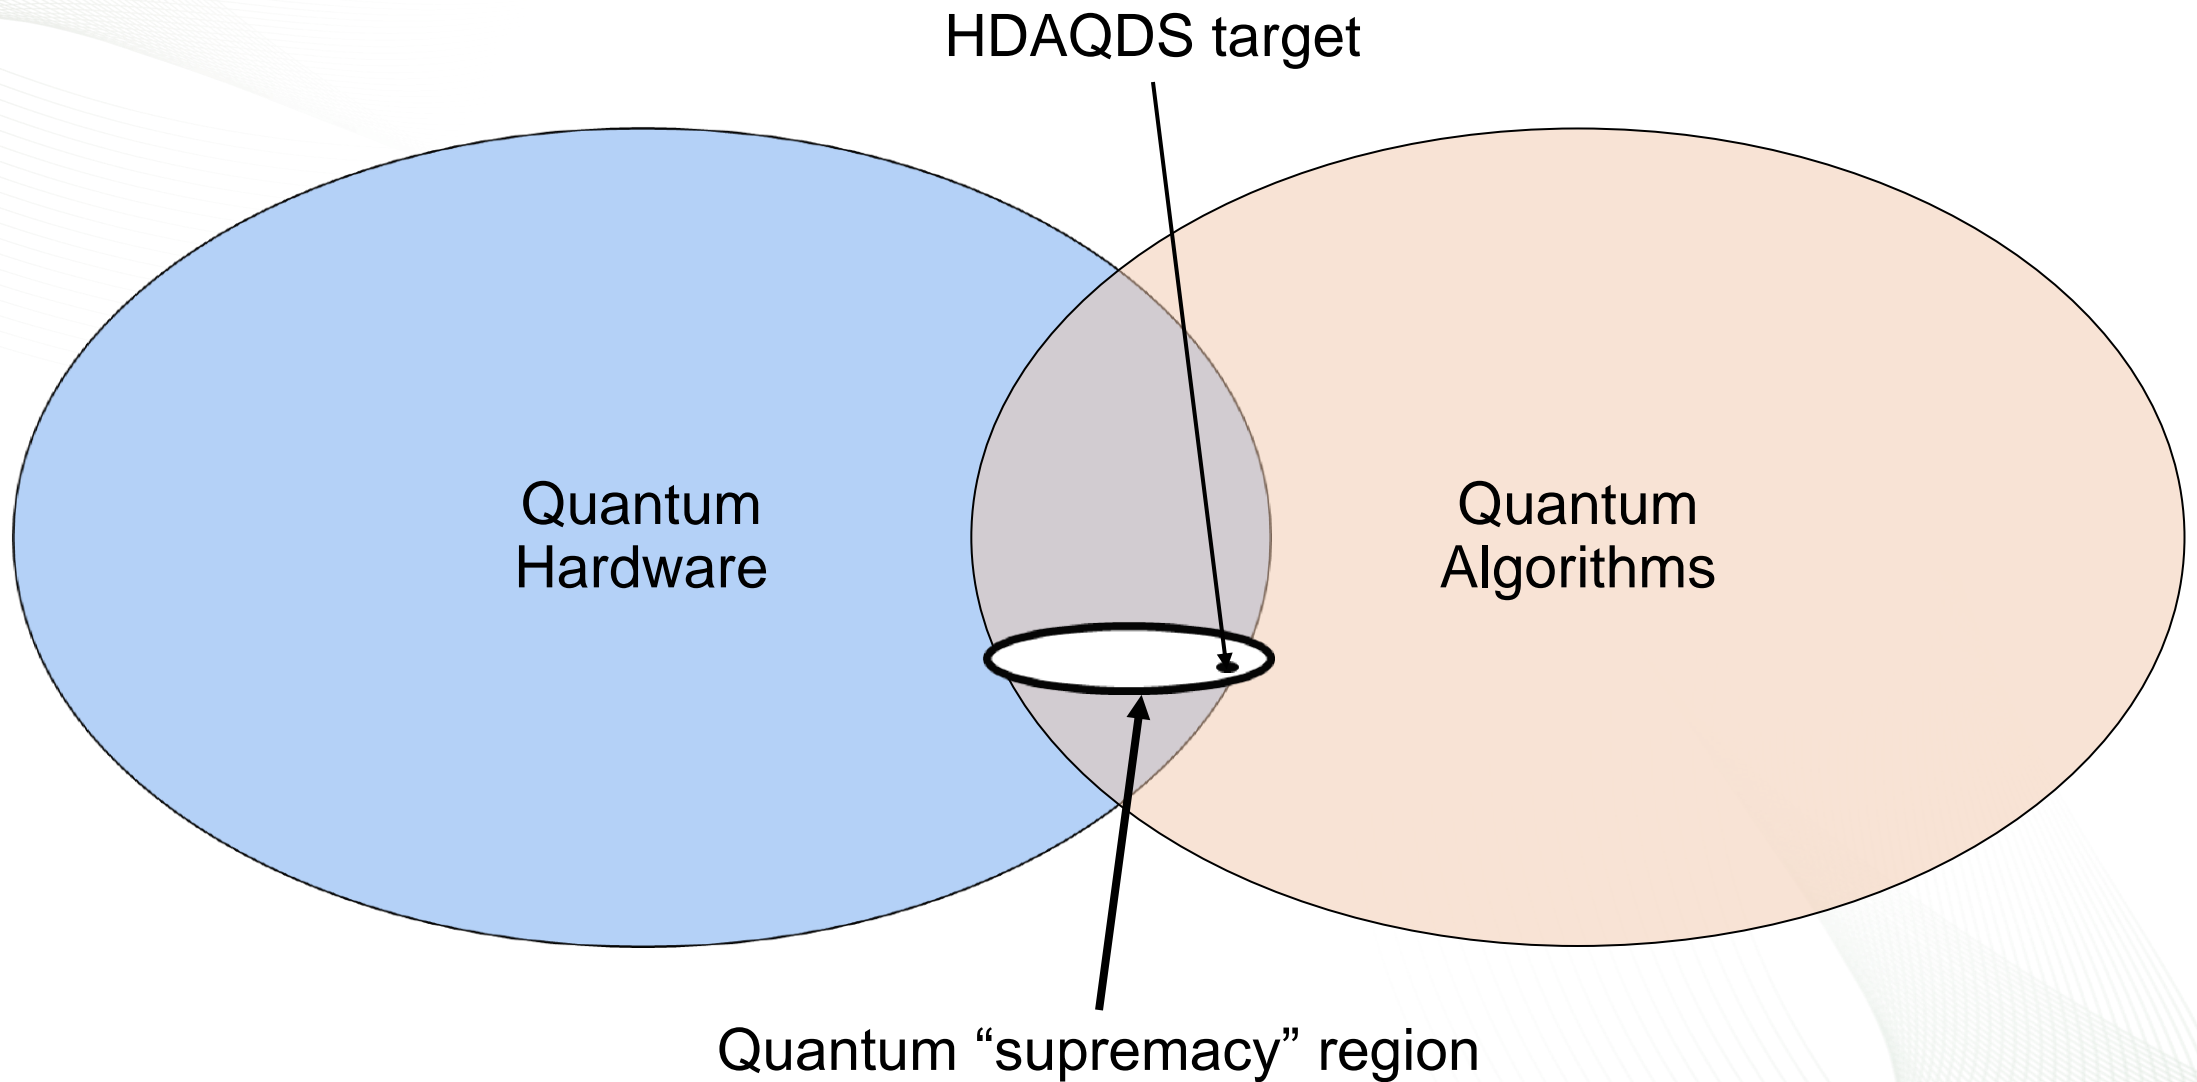 HDAQDS target
Quantum
Hardware
Quantum
Algorithms
Quantum “supremacy” region